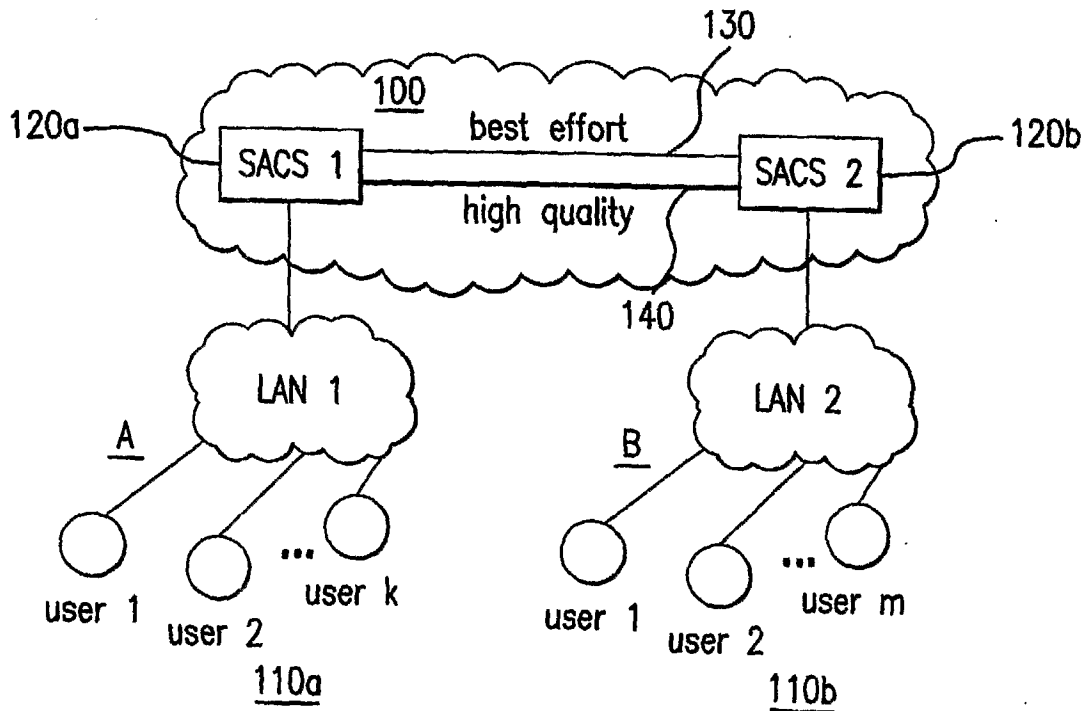 130
100
120a
best effort
120b
SACS 1
SACS 2
high quality
140
LAN 1
LAN 2
A
B
...
...
user 1
user 2
user k
user 1
user 2
user m
110a
110b